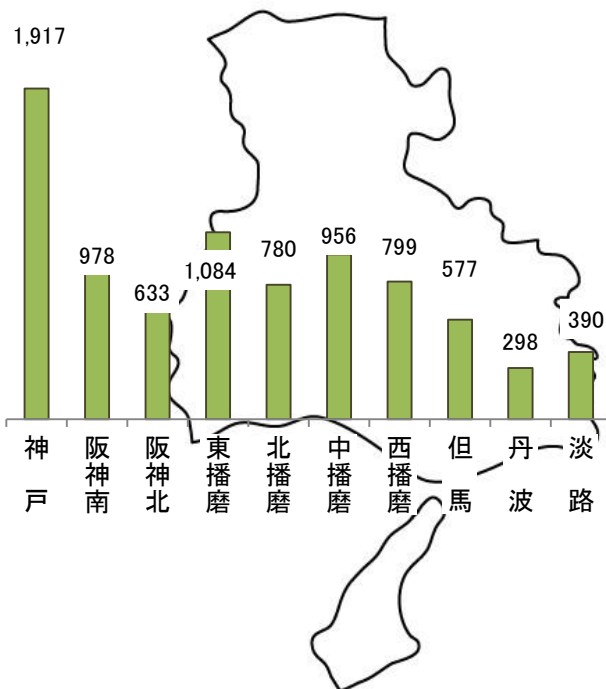 1,917
978
633
1,084
780
956
799
577
298
390
神戸
阪神南
阪神北
東播磨
北播磨
中播磨
西播磨
但馬
丹波
淡路